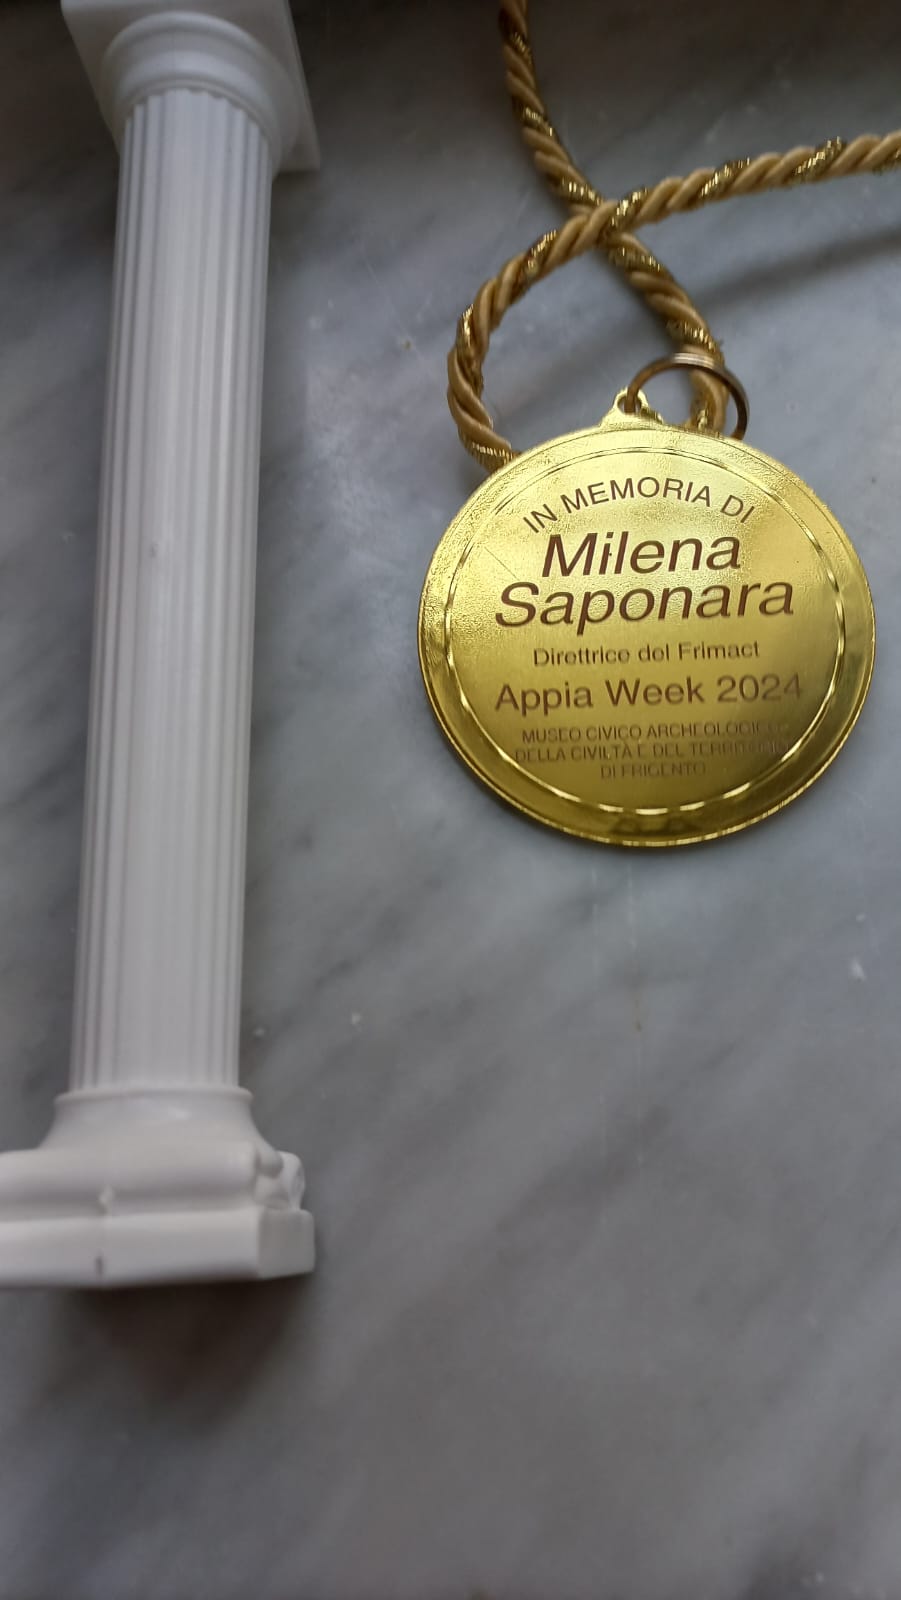 IN MEMORIA DI
Milena
Saponara
Direttrice del Frimact
Appia Week 2024
MUSEO CIVICO ARCHEOLOGICO
DELLA CIVILTÀ E DEL TERRITORIO
DI FRIGENTO